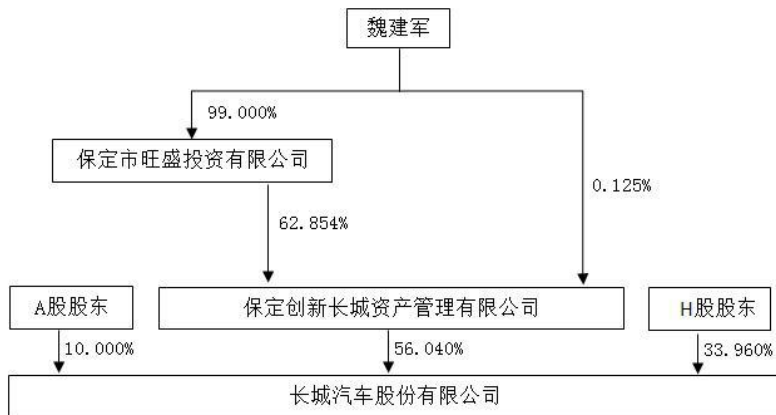 魏建军
99.000%
保定市旺盛投资有限公司
0.125%
62.854%
A股股东
保定创新长城资产管理有限公司
H股股东
10.000%
56.040%
33.960%
长城汽车股份有限公司